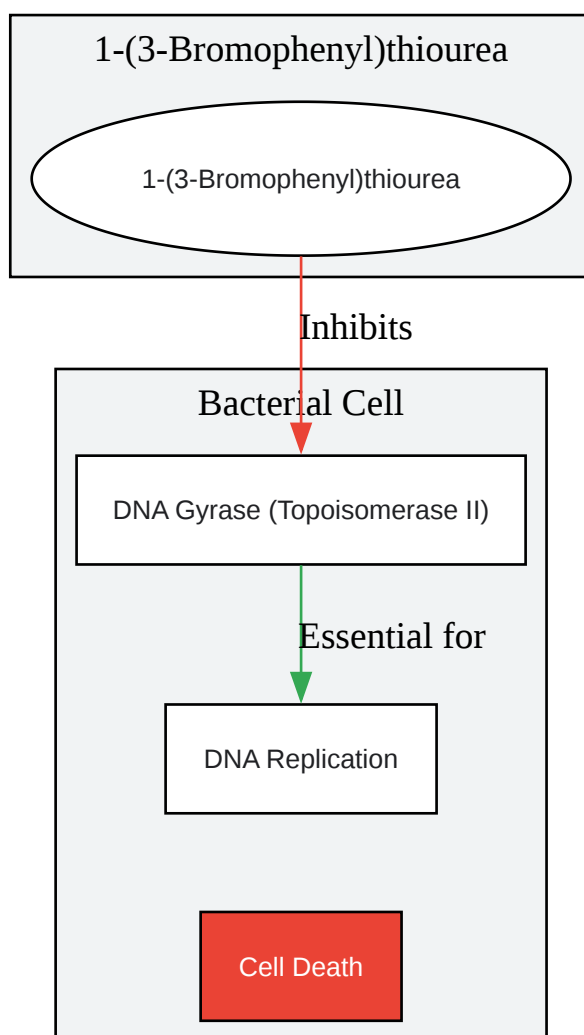 1-(3-Bromophenyl)thiourea
1-(3-Bromophenyl)thiourea
Inhibits
Bacterial Cell
DNA Gyrase (Topoisomerase II)
Essential for
DNA Replication
Cell Death